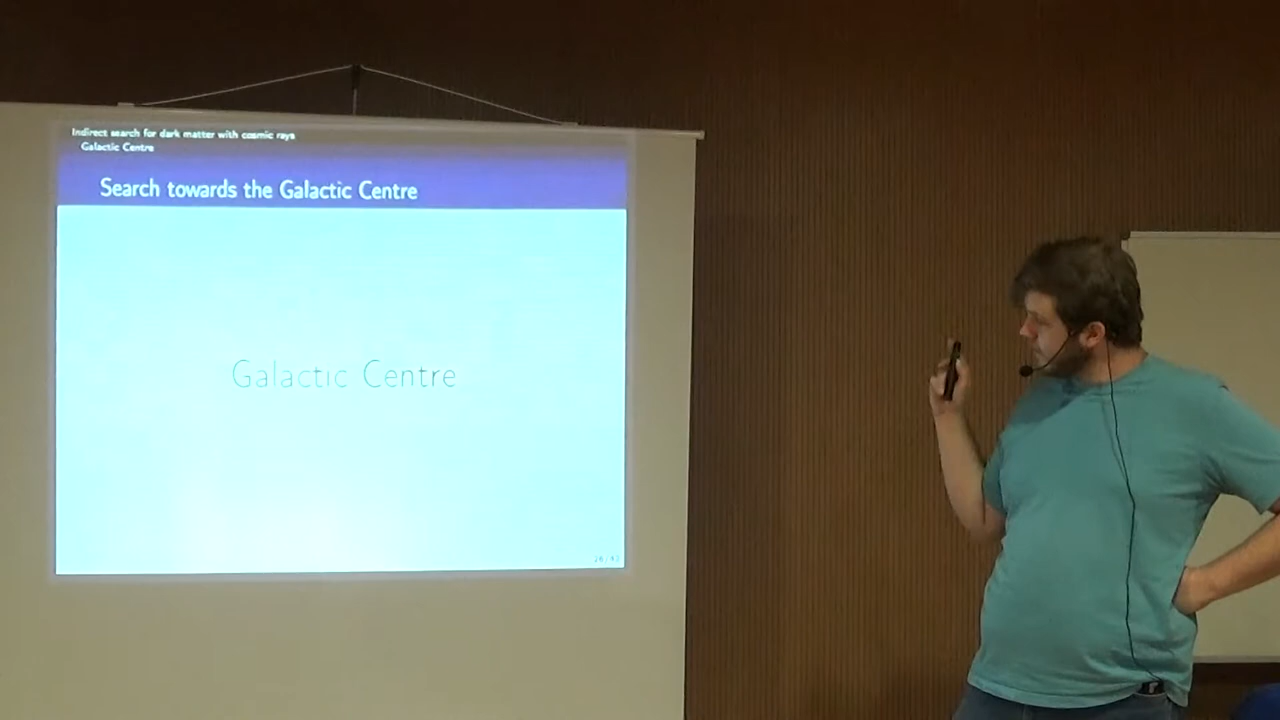 Indirect search for dark matter with cosmic rays
Galactic Centre
Search towards the Galactic Centre
Galactic Centre